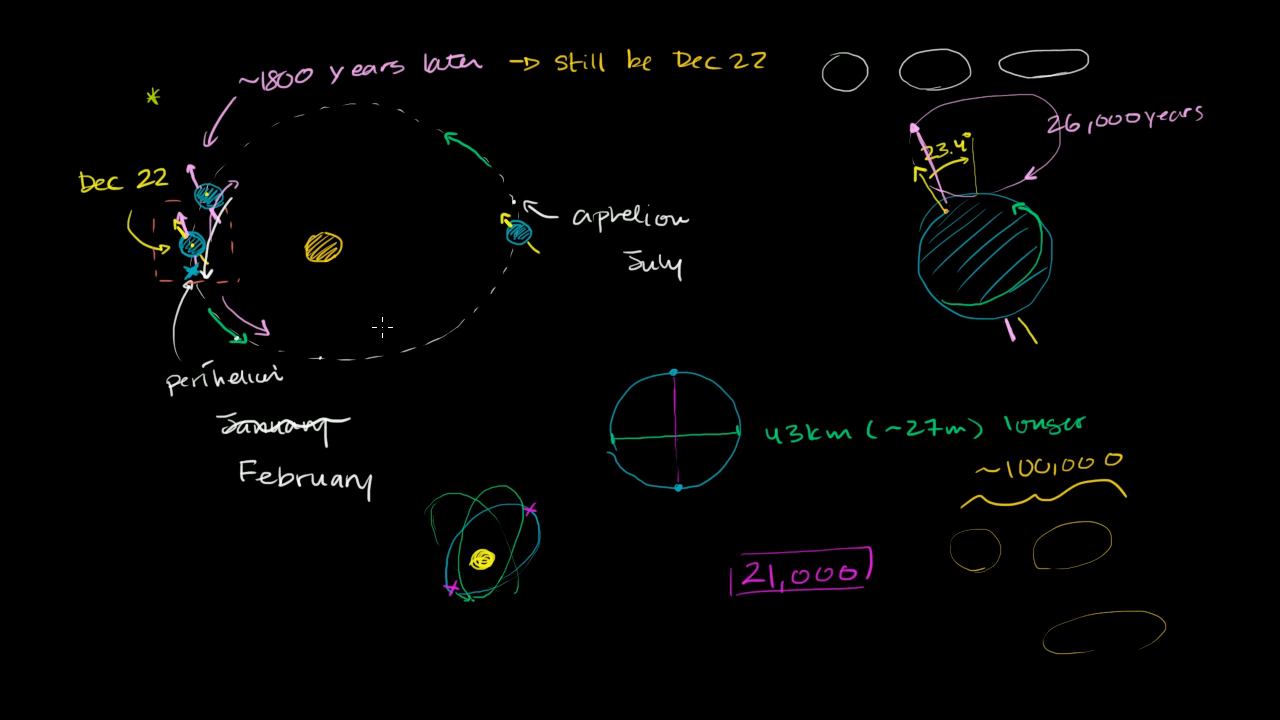 ~1800 years later → still be Dec 22
26,000 years
23.4°
Dec 22
aphelion
July
perihelion
January
February
43km (~27m) longer
~100,000
21,000